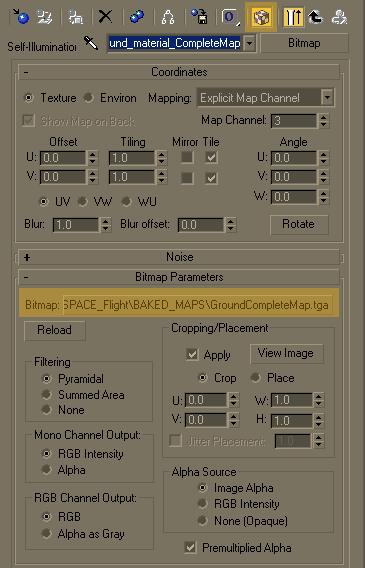 Self-Illumination
und_material_CompleteMap
Bitmap
- Coordinates
Texture Environ Mapping: Explicit Map Channel
Show Map on Back Map Channel: 3
Offset Tiling Mirror Tile Angle
U: 0.0 1.0 U: 0.0
V: 0.0 1.0 V: 0.0
UV VW WU W: 0.0
Blur: 1.0 Blur offset: 0.0 Rotate
+ Noise
- Bitmap Parameters
Bitmap: SPACE_Flight\BAKED_MAPS\GroundCompleteMap.tga
Reload
Cropping/Placement
Apply View Image
Crop Place
U: 0.0 W: 1.0
V: 0.0 H: 1.0
Jitter Placement: 1.0
Filtering
Pyramidal
Summed Area
None
Mono Channel Output:
RGB Intensity
Alpha
RGB Channel Output:
RGB
Alpha as Gray
Alpha Source
Image Alpha
RGB Intensity
None (Opaque)
Premultiplied Alpha